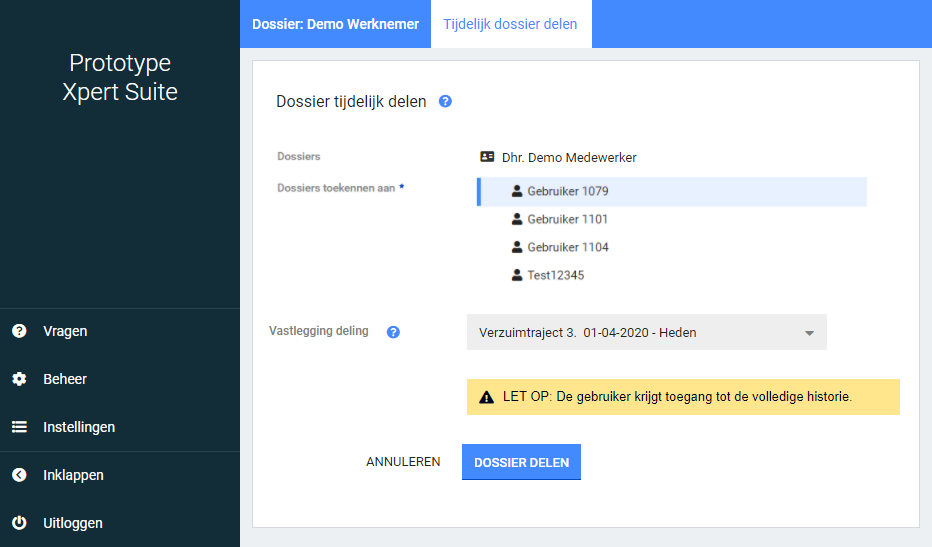 Prototype
Xpert Suite
Vragen
Beheer
Instellingen
Inklappen
Uitloggen
Dossier: Demo Werknemer
Tijdelijk dossier delen
Dossier tijdelijk delen ?
Dossiers
Dhr. Demo Medewerker
Dossiers toekennen aan *
Gebruiker 1079
Gebruiker 1101
Gebruiker 1104
Test12345
Vastlegging deling ?
Verzuimtraject 3. 01-04-2020 - Heden
LET OP: De gebruiker krijgt toegang tot de volledige historie.
ANNULEREN
DOSSIER DELEN